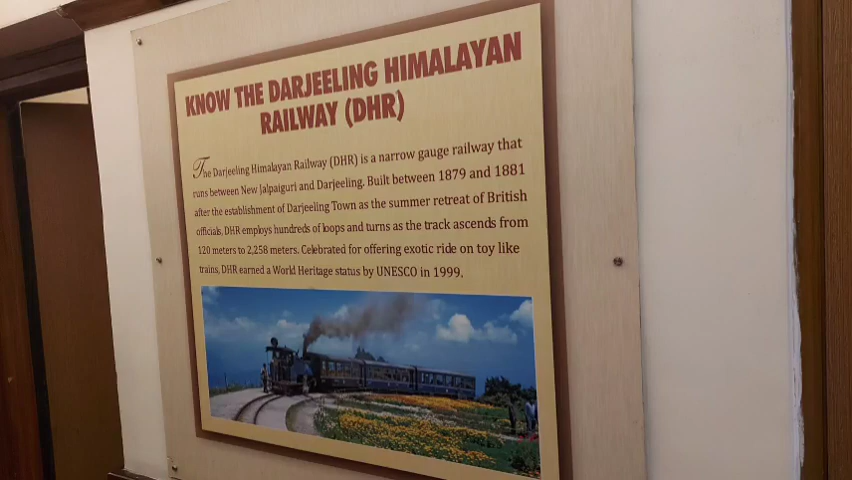 KNOW THE DARJEELING HIMALAYAN
RAILWAY (DHR)
The Darjeeling Himalayan Railway (DHR) is a narrow gauge railway that
runs between New Jalpaiguri and Darjeeling. Built between 1879 and 1881
after the establishment of Darjeeling Town as the summer retreat of British
officials, DHR employs hundreds of loops and turns as the track ascends from
120 meters to 2,258 meters. Celebrated for offering exotic ride on toy like
trains, DHR earned a World Heritage status by UNESCO in 1999.